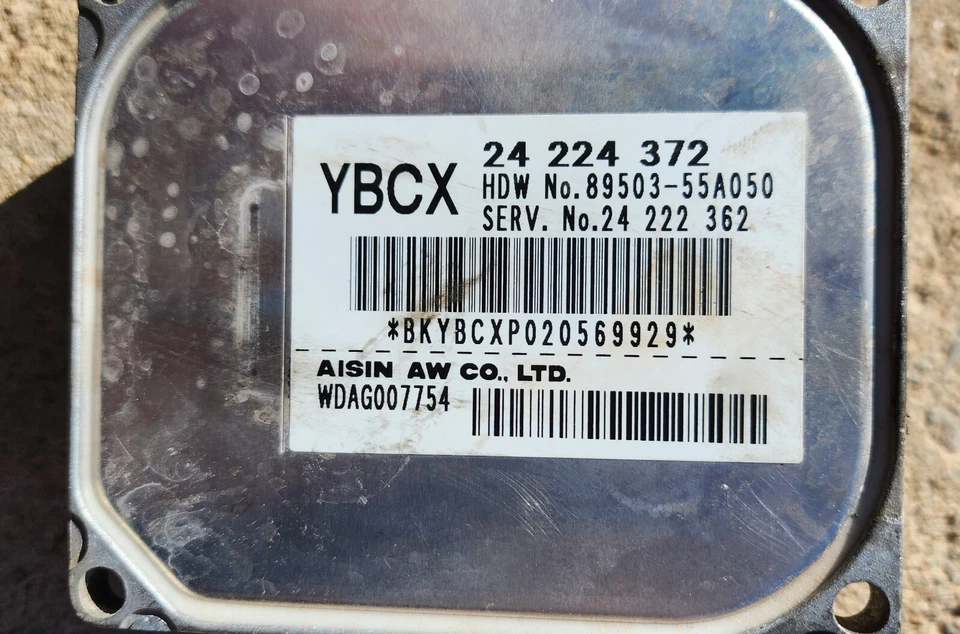 YBCX
24 224 372
HDW No.89503-55A050
SERV. No.24 222 362
*BKYBCXP020569929*
AISIN AW CO., LTD.
WDAG007754